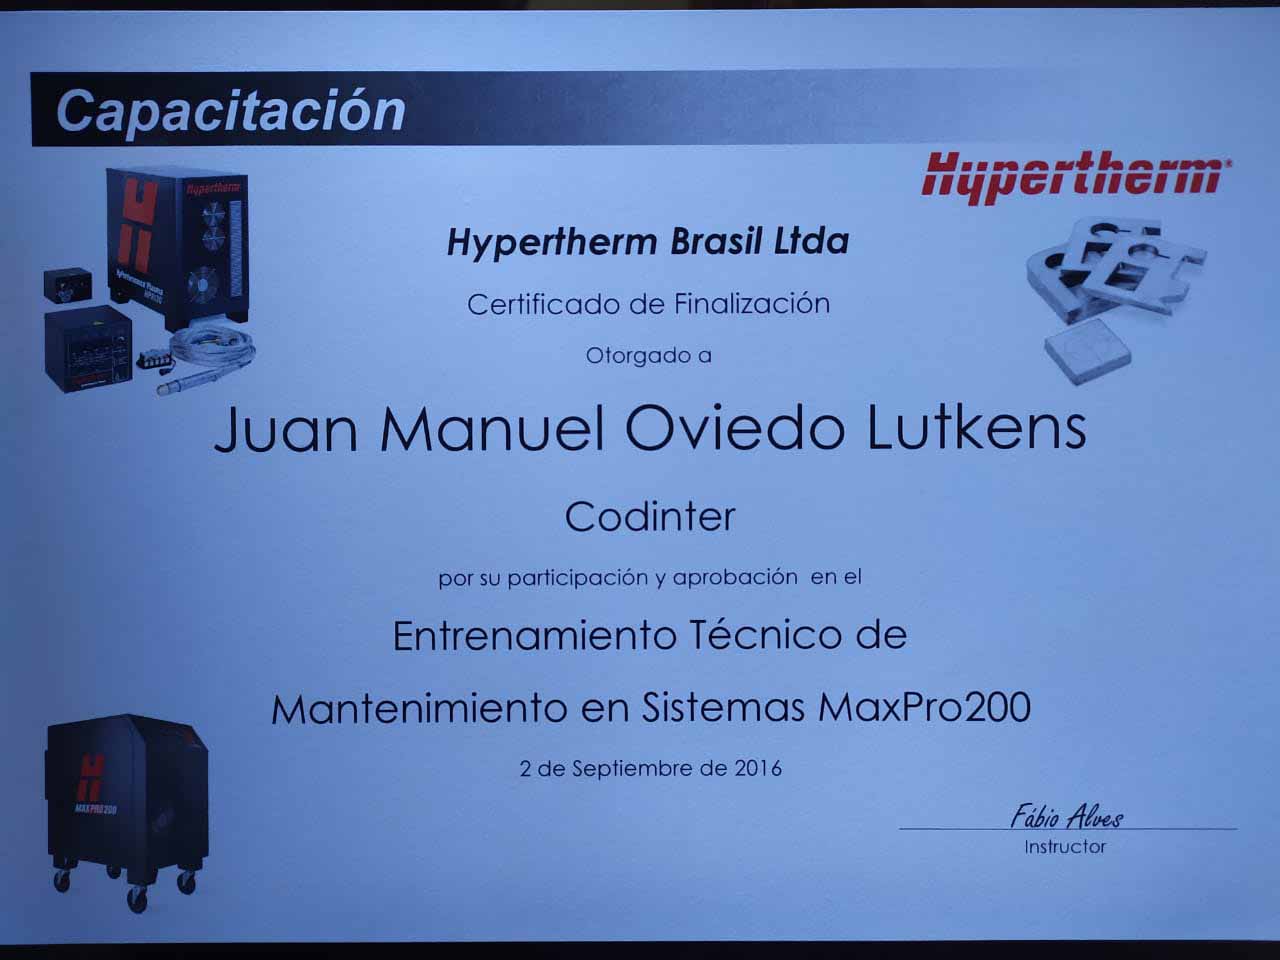 Capacitación
Hypertherm
Hypertherm
HyPerformance Plasma
HPR130
Hypertherm Brasil Ltda
Certificado de Finalización
Otorgado a
Juan Manuel Oviedo Lutkens
Codinter
por su participación y aprobación en el
Entrenamiento Técnico de
Mantenimiento en Sistemas MaxPro200
2 de Septiembre de 2016
MAXPRO200
Fábio Alves
Instructor